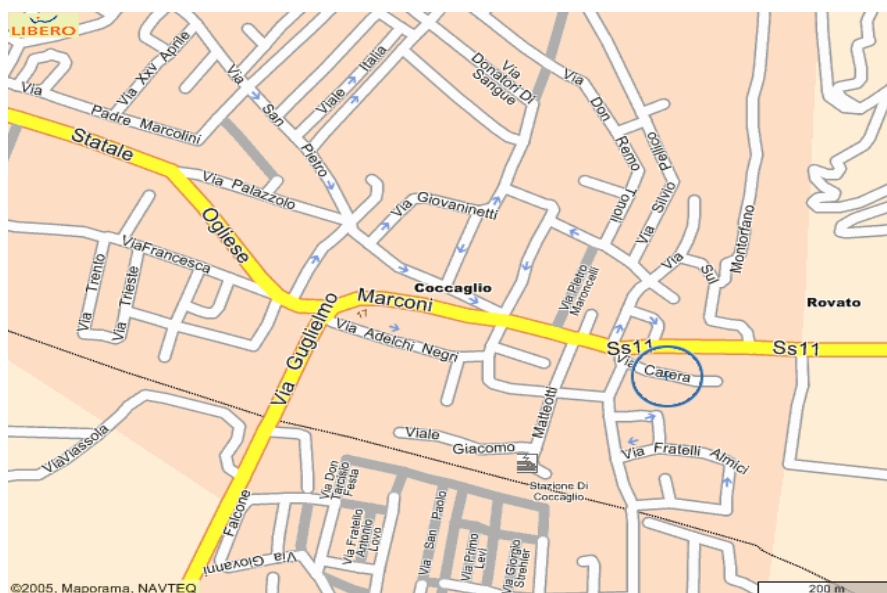 LIBERO
Via
Via Xxv Aprile
Padre Marcolini
Viale Italia
Via
San
Pietro
Via
Donatori Di
Sangue
Via
Don
Remo
Tonoli
Via Silvio
Pellico
Statale
Ogliese
Via Palazzolo
Via Giovaninetti
ViaFrancesca
Via
Trento
Via
Trieste
Coccaglio
Marconi
17
Via Adelchi Negri
Via Guglielmo
Via Pietro
Maroncelli
Via
Sul
Montorfano
Rovato
Ss11
Ss11
Via Carera
Matteotti
Viale
Giacomo
Stazione Di
Coccaglio
Via Fratelli Almici
ViaViassola
Via Don
Tarcisio
Festa
Falcone
Via Giovanni
Via Fratello
Antonio
Lovo
Via San Paolo
Via Primo
Levi
Via Giorgio
Strehler
©2005, Maporama, NAVTEQ
200 m